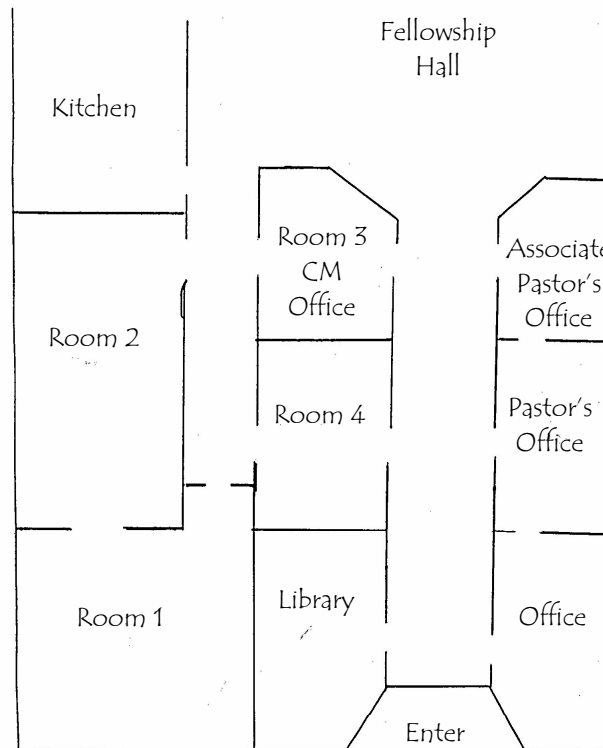 Fellowship
Hall
Kitchen
Room 3
CM
Office
Associate
Pastor's
Office
Room 2
Room 4
Pastor's
Office
Library
Room 1
Office
Enter